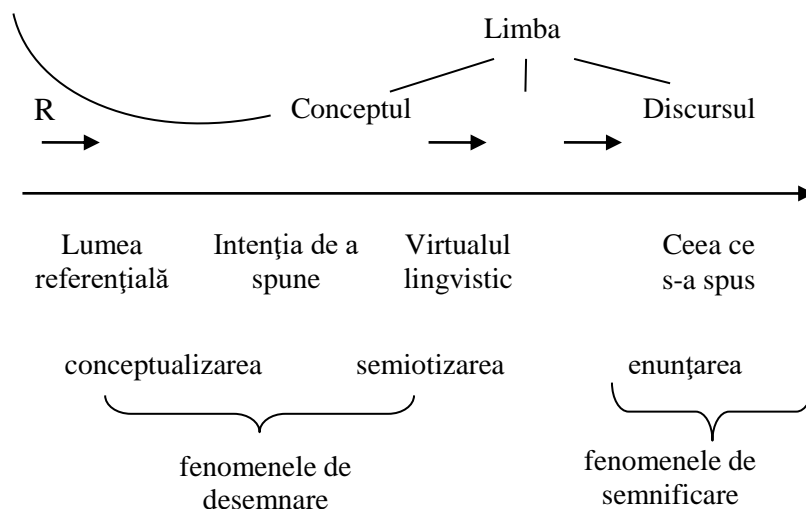 Limba
R Conceptul Discursul
Lumea Intenţia de a Virtualul Ceea ce
referenţială spune lingvistic s-a spus
conceptualizarea semiotizarea enunţarea
fenomenele de fenomenele de
desemnare semnificare